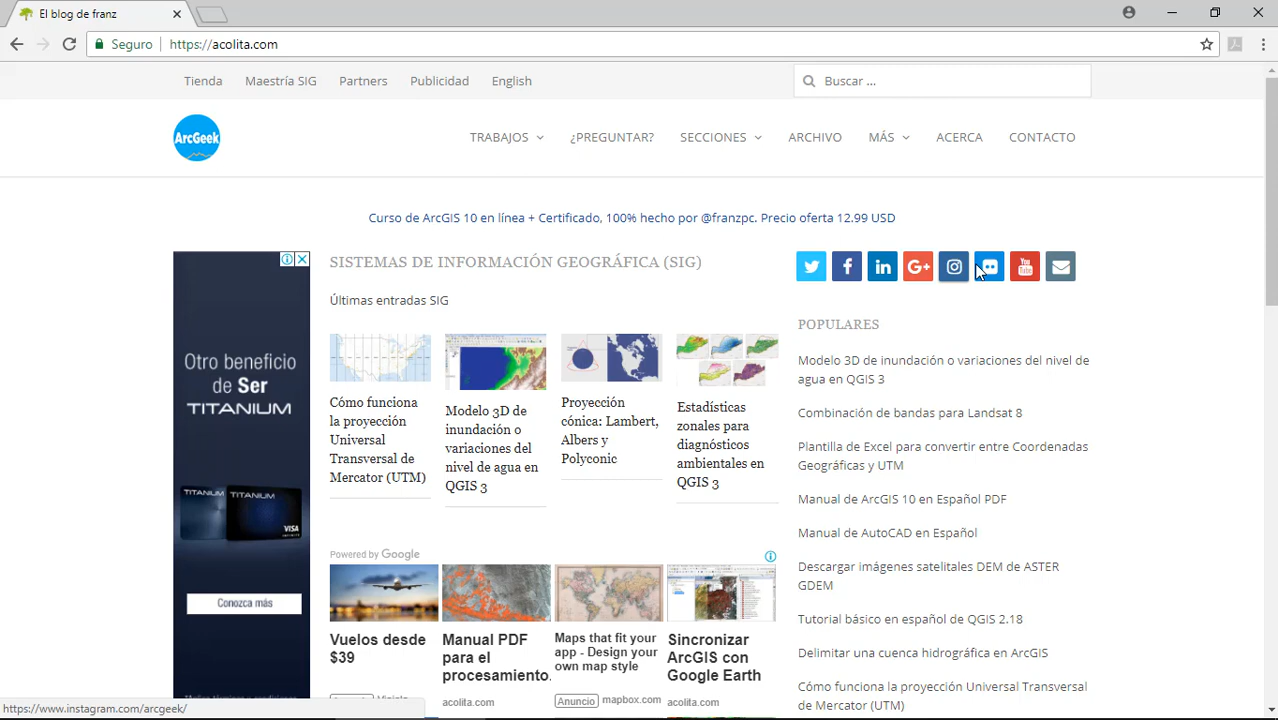 El blog de franz
Seguro
https://acolita.com
Tienda Maestría SIG Partners Publicidad English
Buscar ...
ArcGeek
TRABAJOS ¿PREGUNTAR? SECCIONES ARCHIVO MÁS ACERCA CONTACTO
Curso de ArcGIS 10 en línea + Certificado, 100% hecho por @franzpc. Precio oferta 12.99 USD
Otro beneficio
de Ser
TITANIUM
TITANIUM
TITANIUM
VISA
Conozca más
SISTEMAS DE INFORMACIÓN GEOGRÁFICA (SIG)
Últimas entradas SIG
Cómo funciona
la proyección
Universal
Transversal de
Mercator (UTM)
Modelo 3D de
inundación o
variaciones del
nivel de agua en
QGIS 3
Proyección
cónica: Lambert,
Albers y
Polyconic
Estadísticas
zonales para
diagnósticos
ambientales en
QGIS 3
Powered by Google
Vuelos desde
$39
Manual PDF
para el
procesamiento.
acolita.com
Maps that fit your
app - Design your
own map style
Anuncio mapbox.com
Sincronizar
ArcGIS con
Google Earth
acolita.com
You
Tube
POPULARES
Modelo 3D de inundación o variaciones del nivel de
agua en QGIS 3
Combinación de bandas para Landsat 8
Plantilla de Excel para convertir entre Coordenadas
Geográficas y UTM
Manual de ArcGIS 10 en Español PDF
Manual de AutoCAD en Español
Descargar imágenes satelitales DEM de ASTER
GDEM
Tutorial básico en español de QGIS 2.18
Delimitar una cuenca hidrográfica en ArcGIS
Cómo funciona la proyección Universal Transversal
de Mercator (UTM)
https://www.instagram.com/arcgeek/